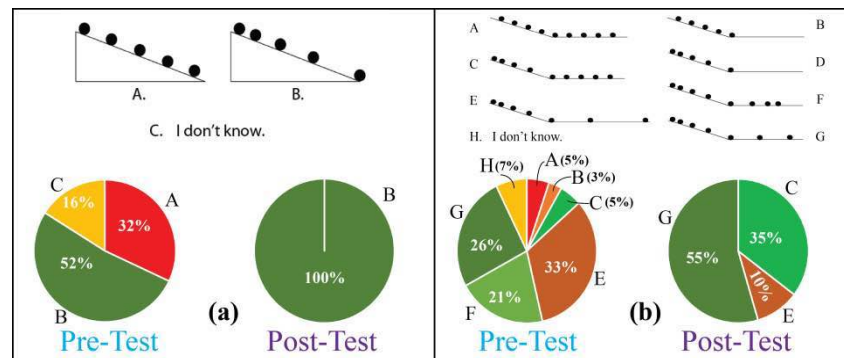 A.
B.
C. I don't know.
C
16%
A
32%
52%
B
Pre-Test
(a)
B
100%
Post-Test
A
B
C
D
E
F
H. I don't know.
G
H(7%)
A(5%)
B(3%)
C(5%)
G
26%
33%
E
21%
F
Pre-Test
(b)
G
55%
C
35%
10%
E
Post-Test